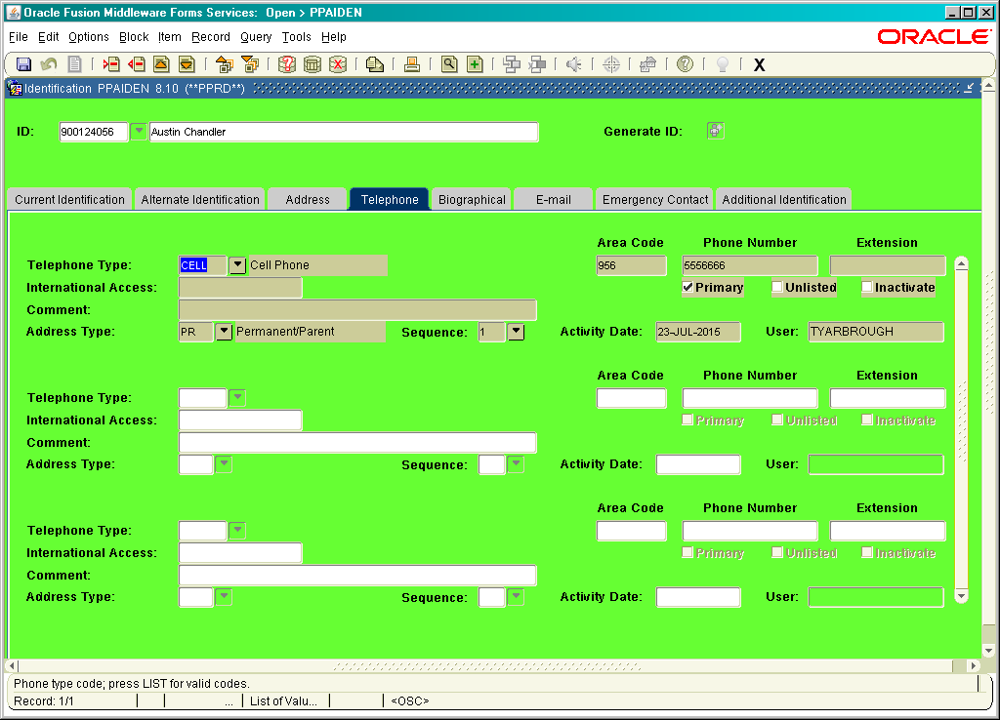 Oracle Fusion Middleware Forms Services:  Open > PPAIDEN
File Edit Options Block Item Record Query Tools Help
ORACLE
X
Identification PPAIDEN 8.10 (**PPRD**)
ID: 900124056 Austin Chandler Generate ID:
Current Identification Alternate Identification Address Telephone Biographical E-mail Emergency Contact Additional Identification
Area Code Phone Number Extension
Telephone Type: CELL Cell Phone 956 5556666
International Access: Primary Unlisted Inactivate
Comment:
Address Type: PR Permanent/Parent Sequence: 1 Activity Date: 23-JUL-2015 User: TYARBROUGH
Area Code Phone Number Extension
Telephone Type:
International Access: Primary Unlisted Inactivate
Comment:
Address Type: Sequence: Activity Date: User:
Area Code Phone Number Extension
Telephone Type:
International Access: Primary Unlisted Inactivate
Comment:
Address Type: Sequence: Activity Date: User:
Phone type code; press LIST for valid codes.
Record: 1/1 ... List of Valu... <OSC>